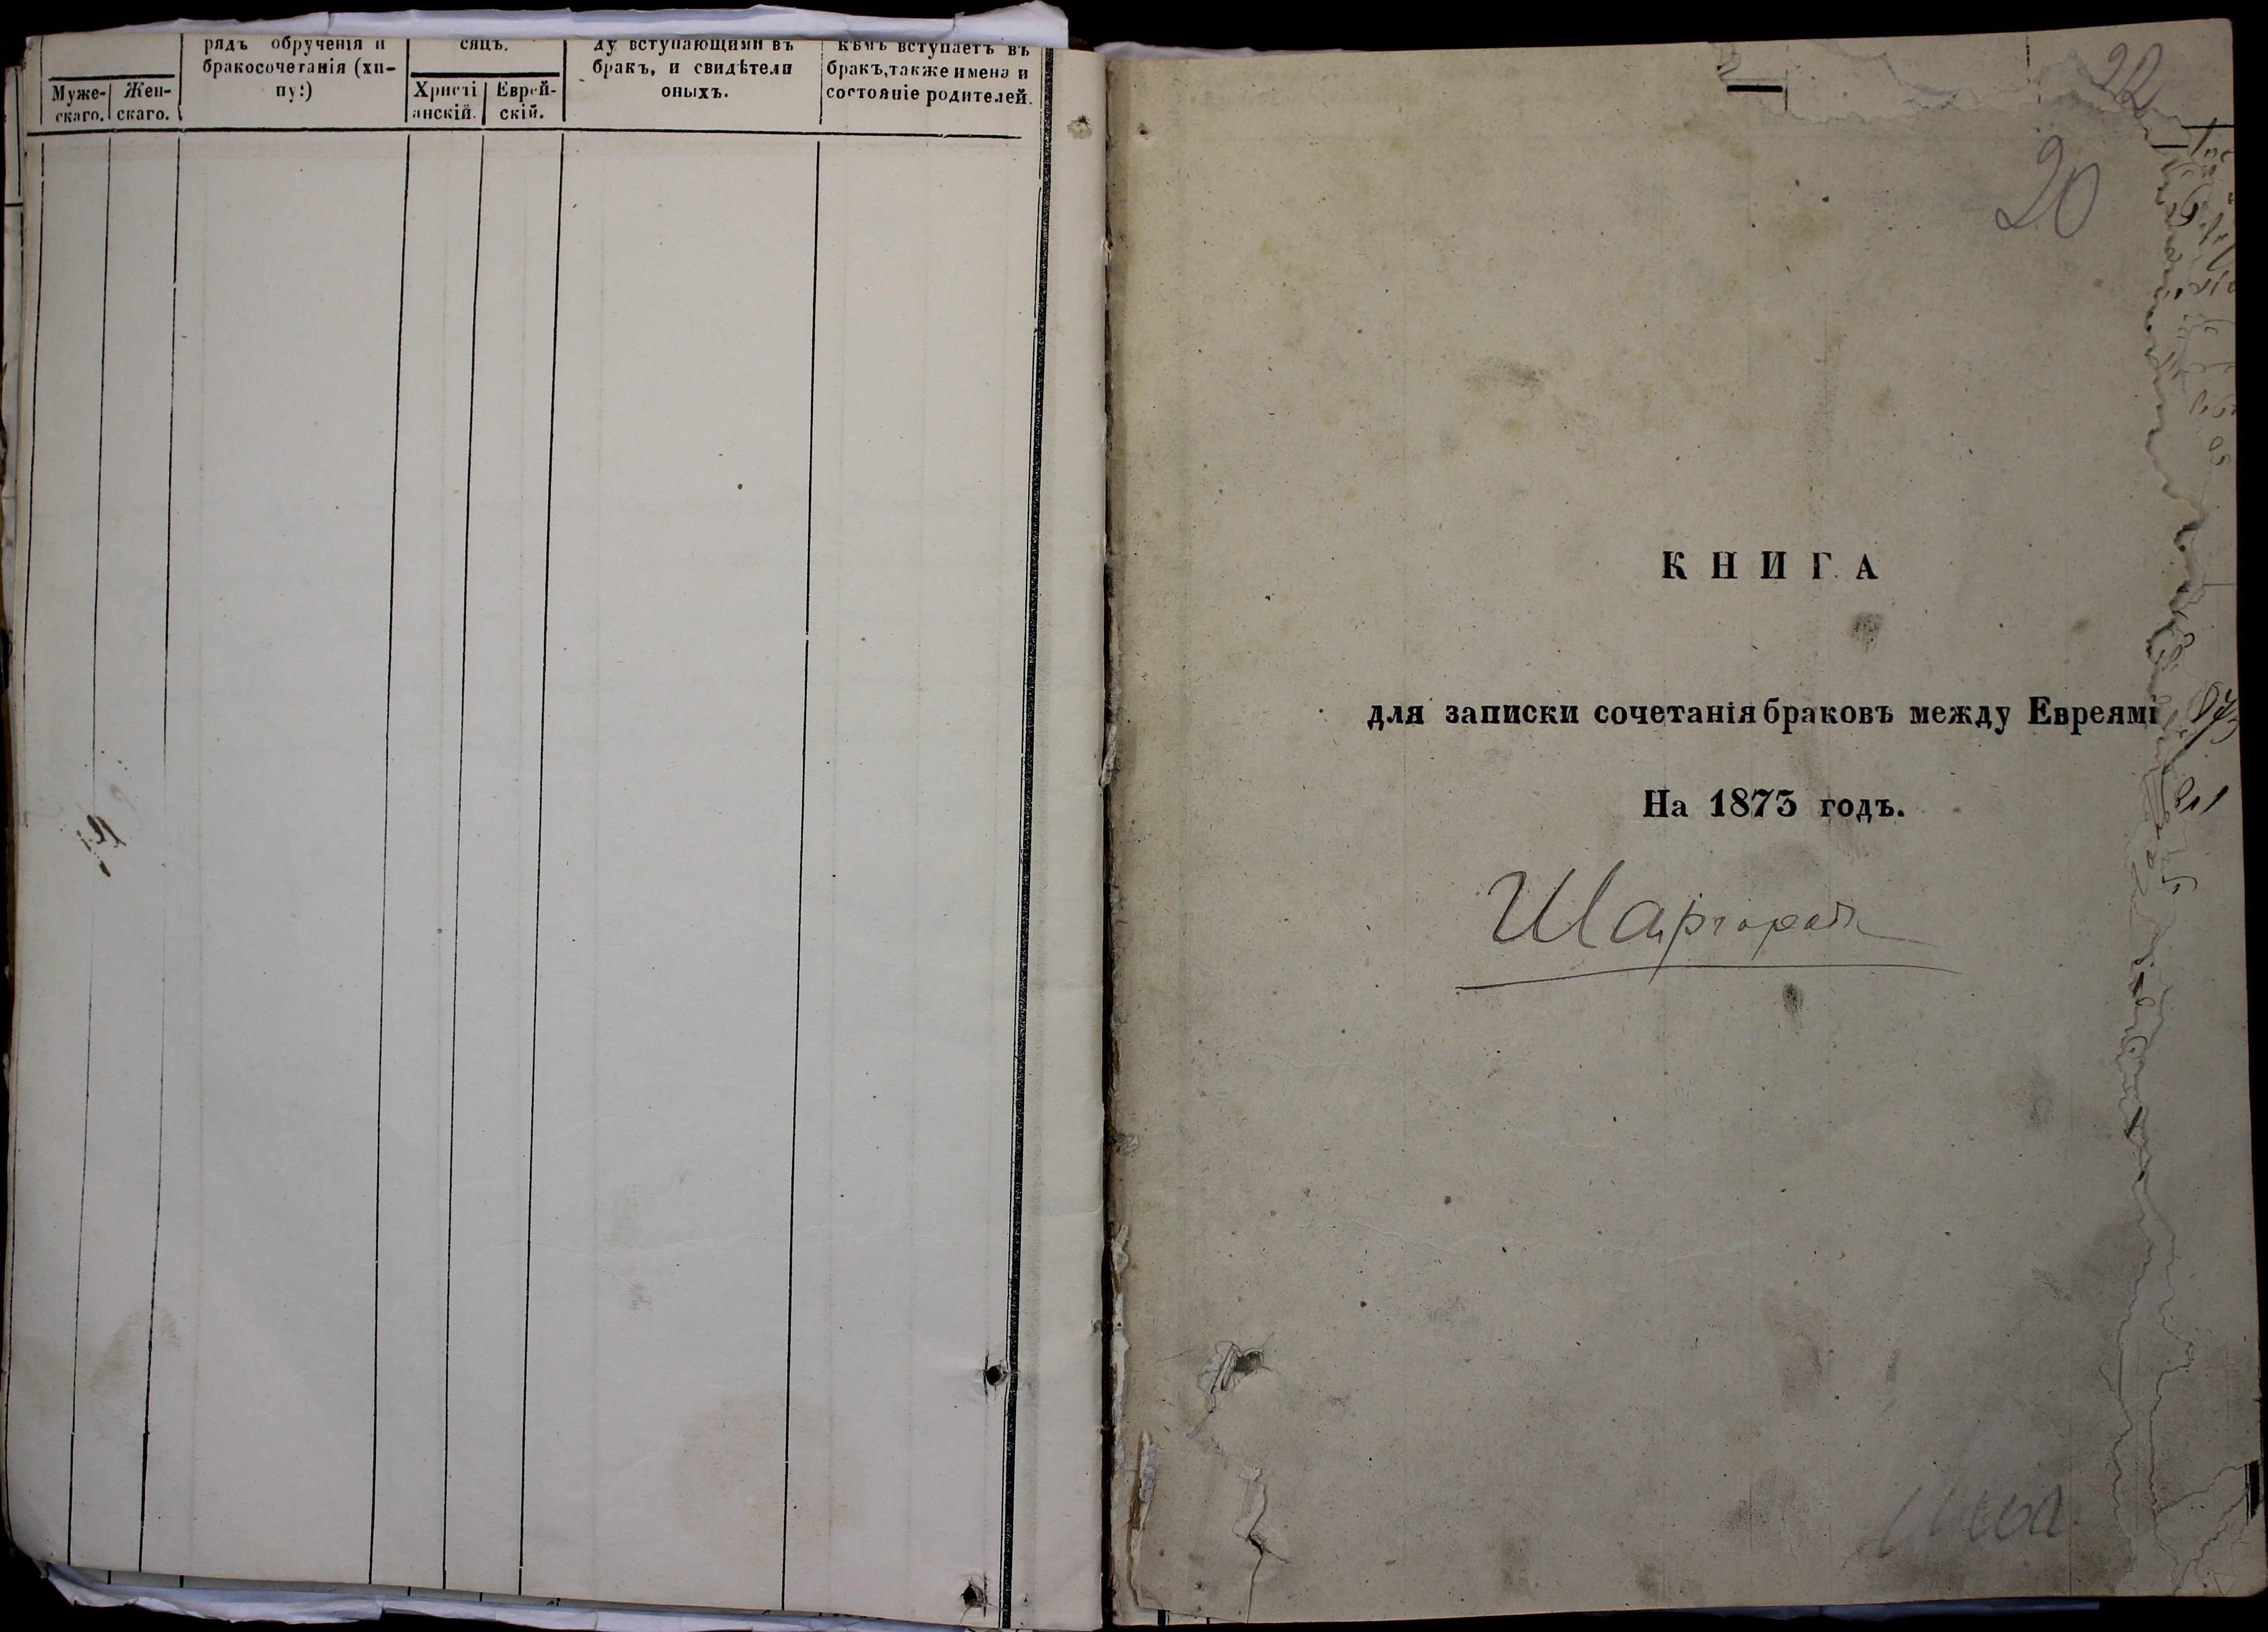 рядъ обрученія и
бракосочетанія (хи-
пу:)
Муже-
скаго.
Жен-
скаго.
сяцъ.
Христі
анскій.
Еврей-
скій.
ду вступающими въ
бракъ, и свидѣтели
оныхъ.
кѣмъ вступаетъ въ
бракъ, также имена и
состояніе родителей.
22
20
КНИГА
для записки сочетанія браковъ между Евреямі
На 1873 годъ.
Шаргородъ